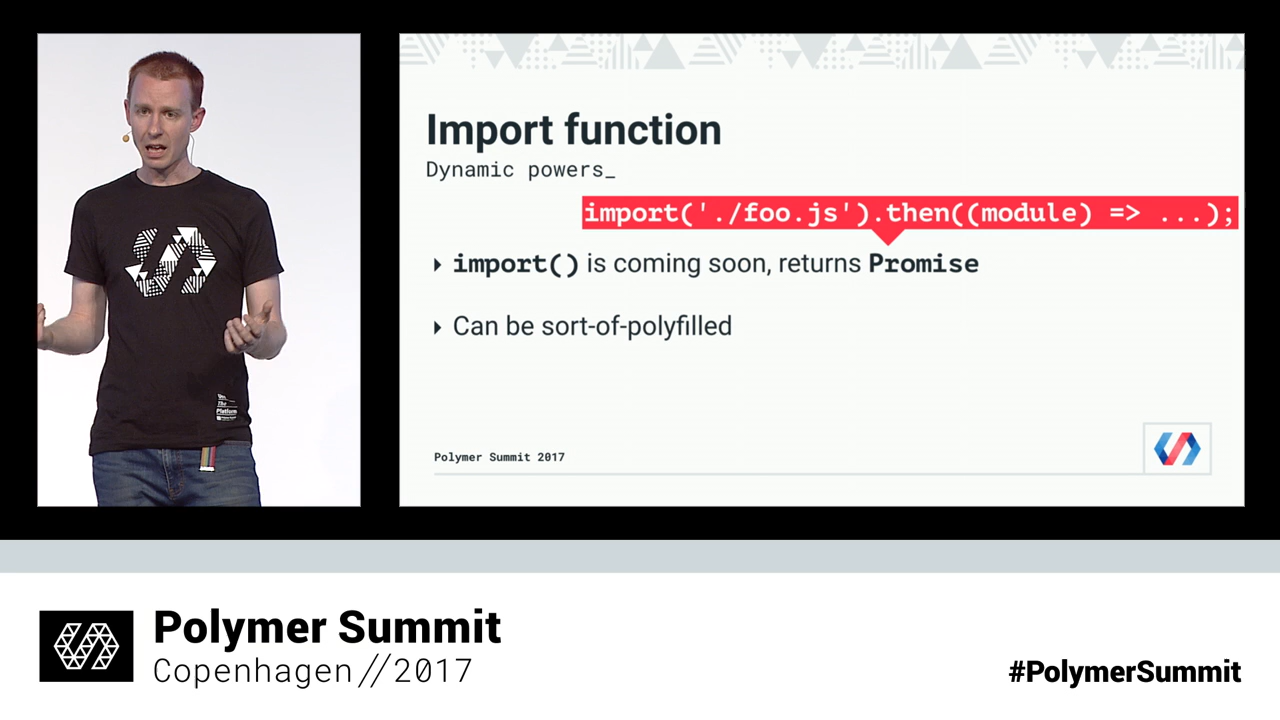 Import function
Dynamic powers_
import('./foo.js').then((module) => ...);
import() is coming soon, returns Promise
Can be sort-of-polyfilled
Polymer Summit 2017
Platform
Polymer Summit
Copenhagen//2017
#PolymerSummit